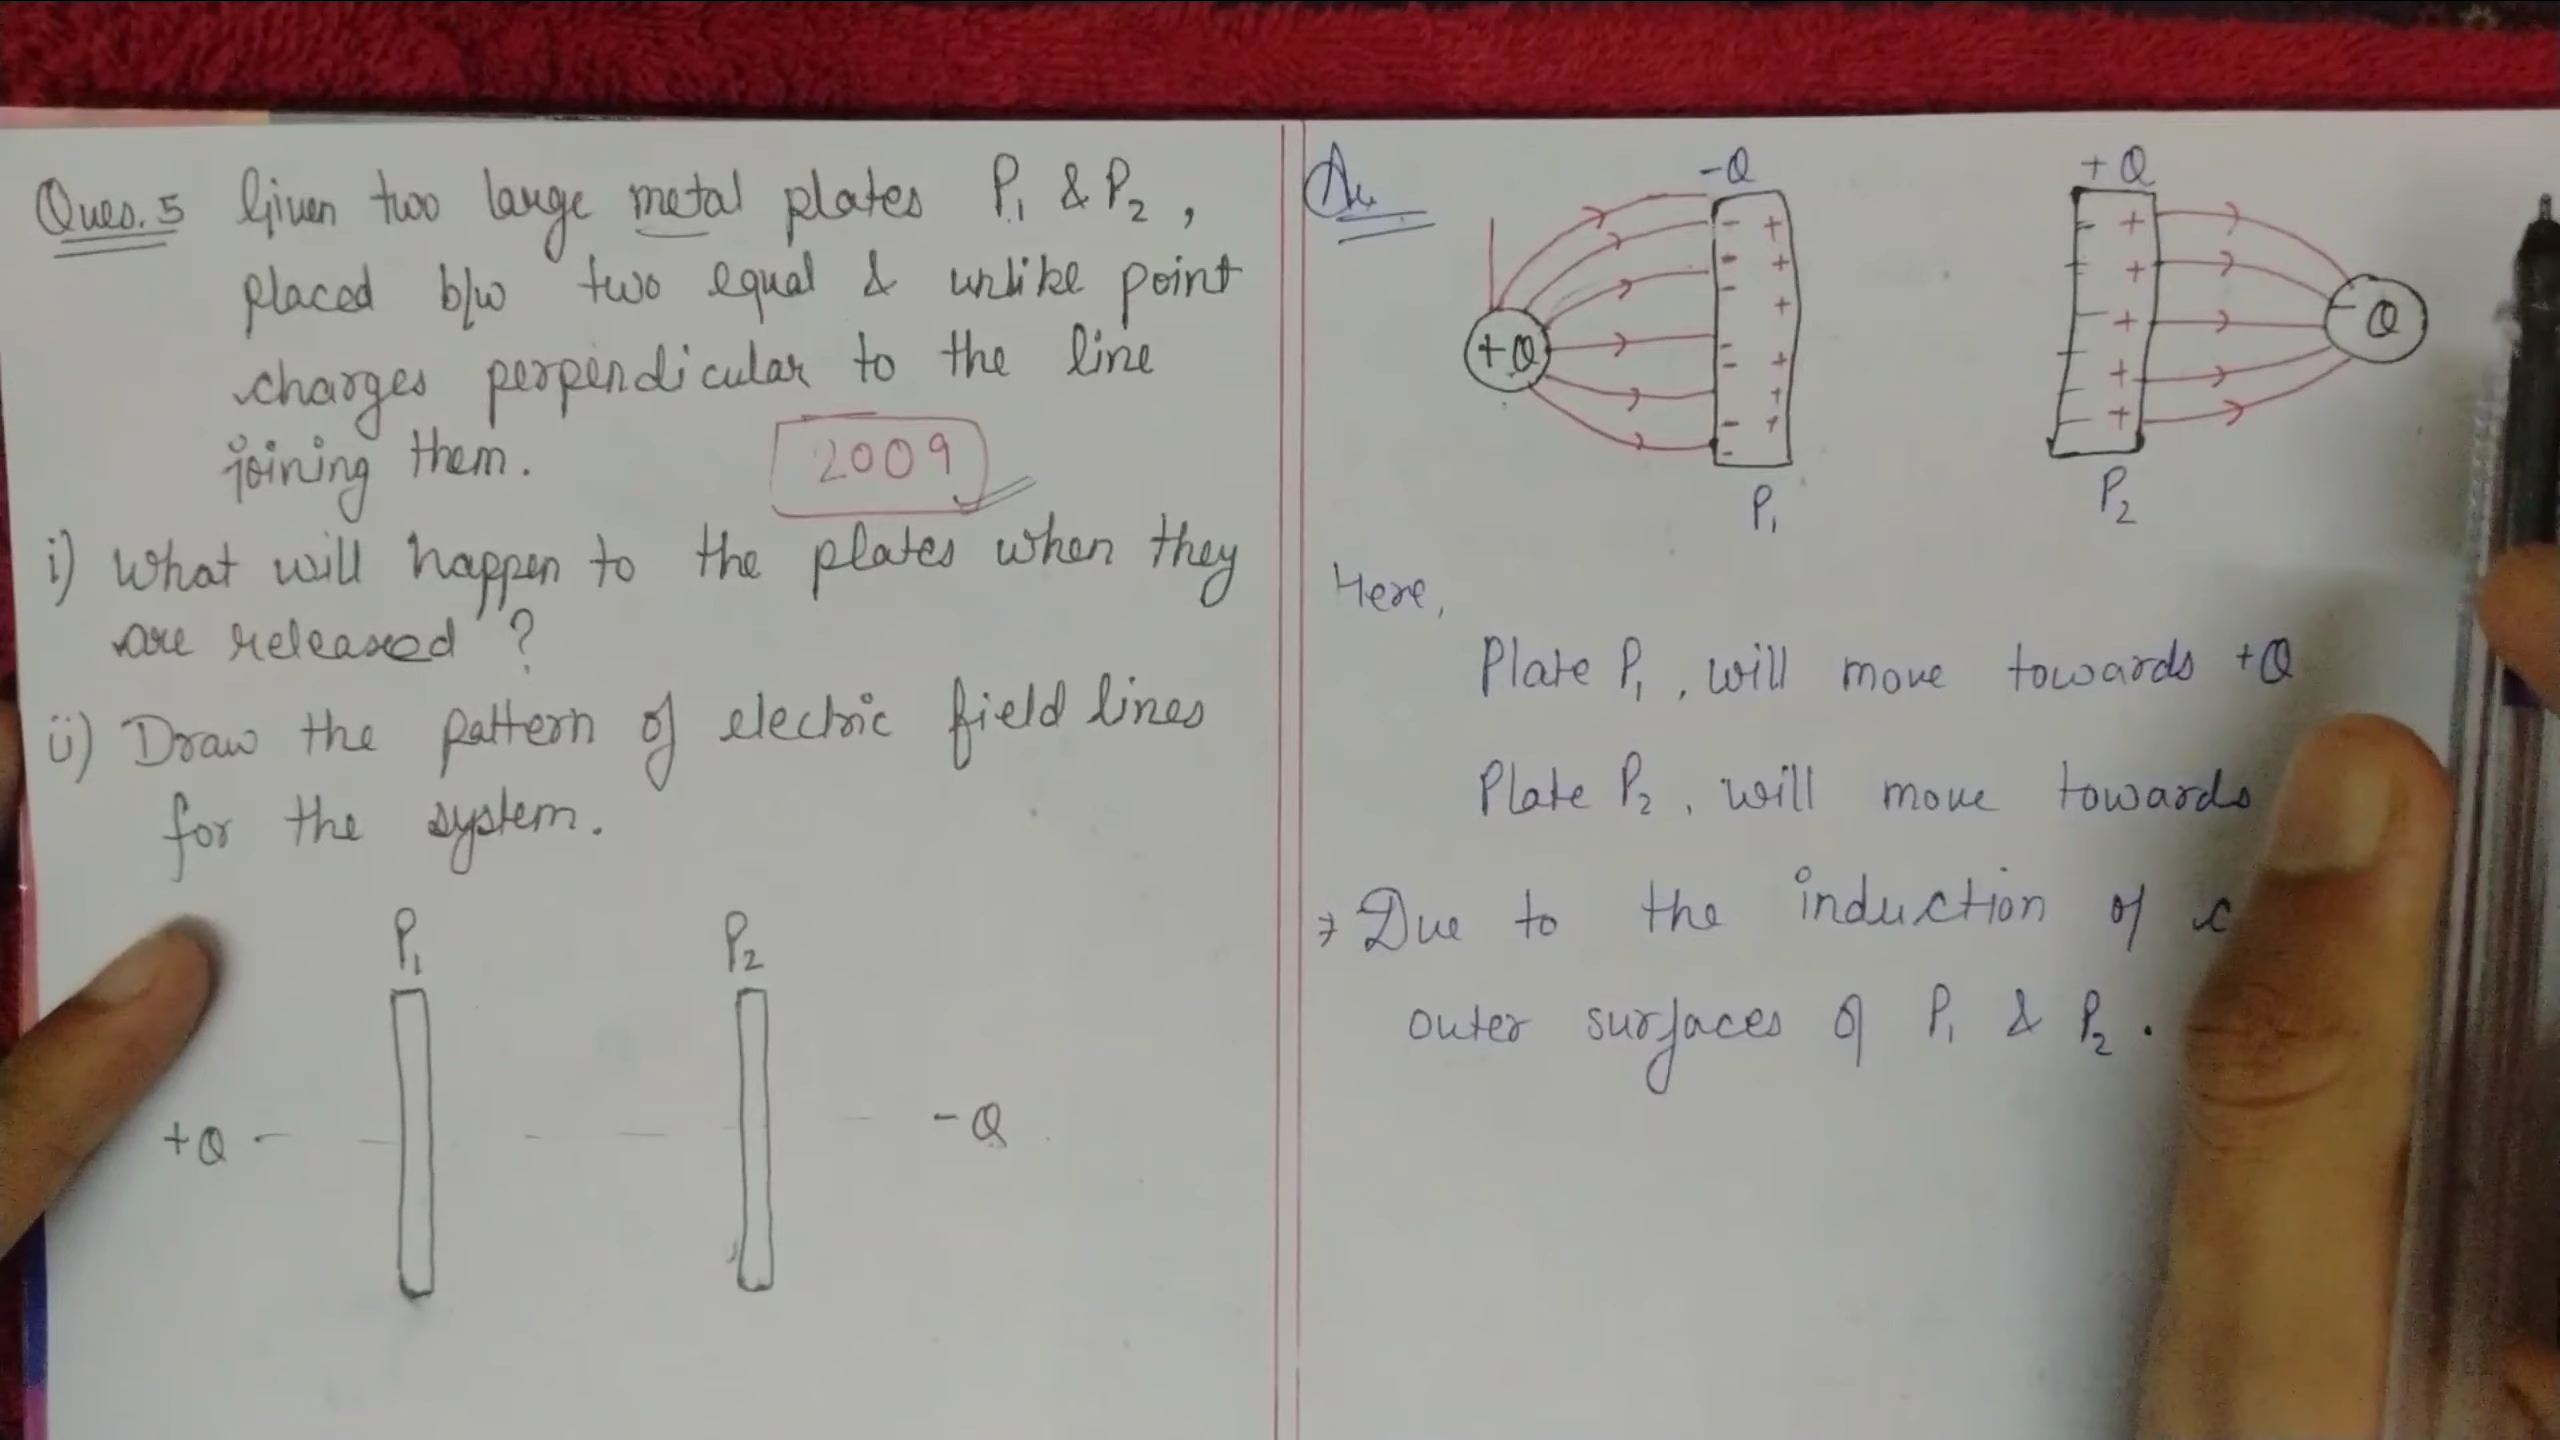 Ques. 5 Given two large metal plates P1 & P2,
placed b/w two equal & unlike point
charges perpendicular to the line
joining them.
2009
i) What will happen to the plates when they
are released?
ii) Draw the pattern of electric field lines
for the system.
P1 P2
+Q -Q
-Q +Q
+Q -Q
P1 P2
Here,
Plate P1, will move towards +Q
Plate P2, will move towards
Due to the induction of
outer surfaces of P1 & P2.